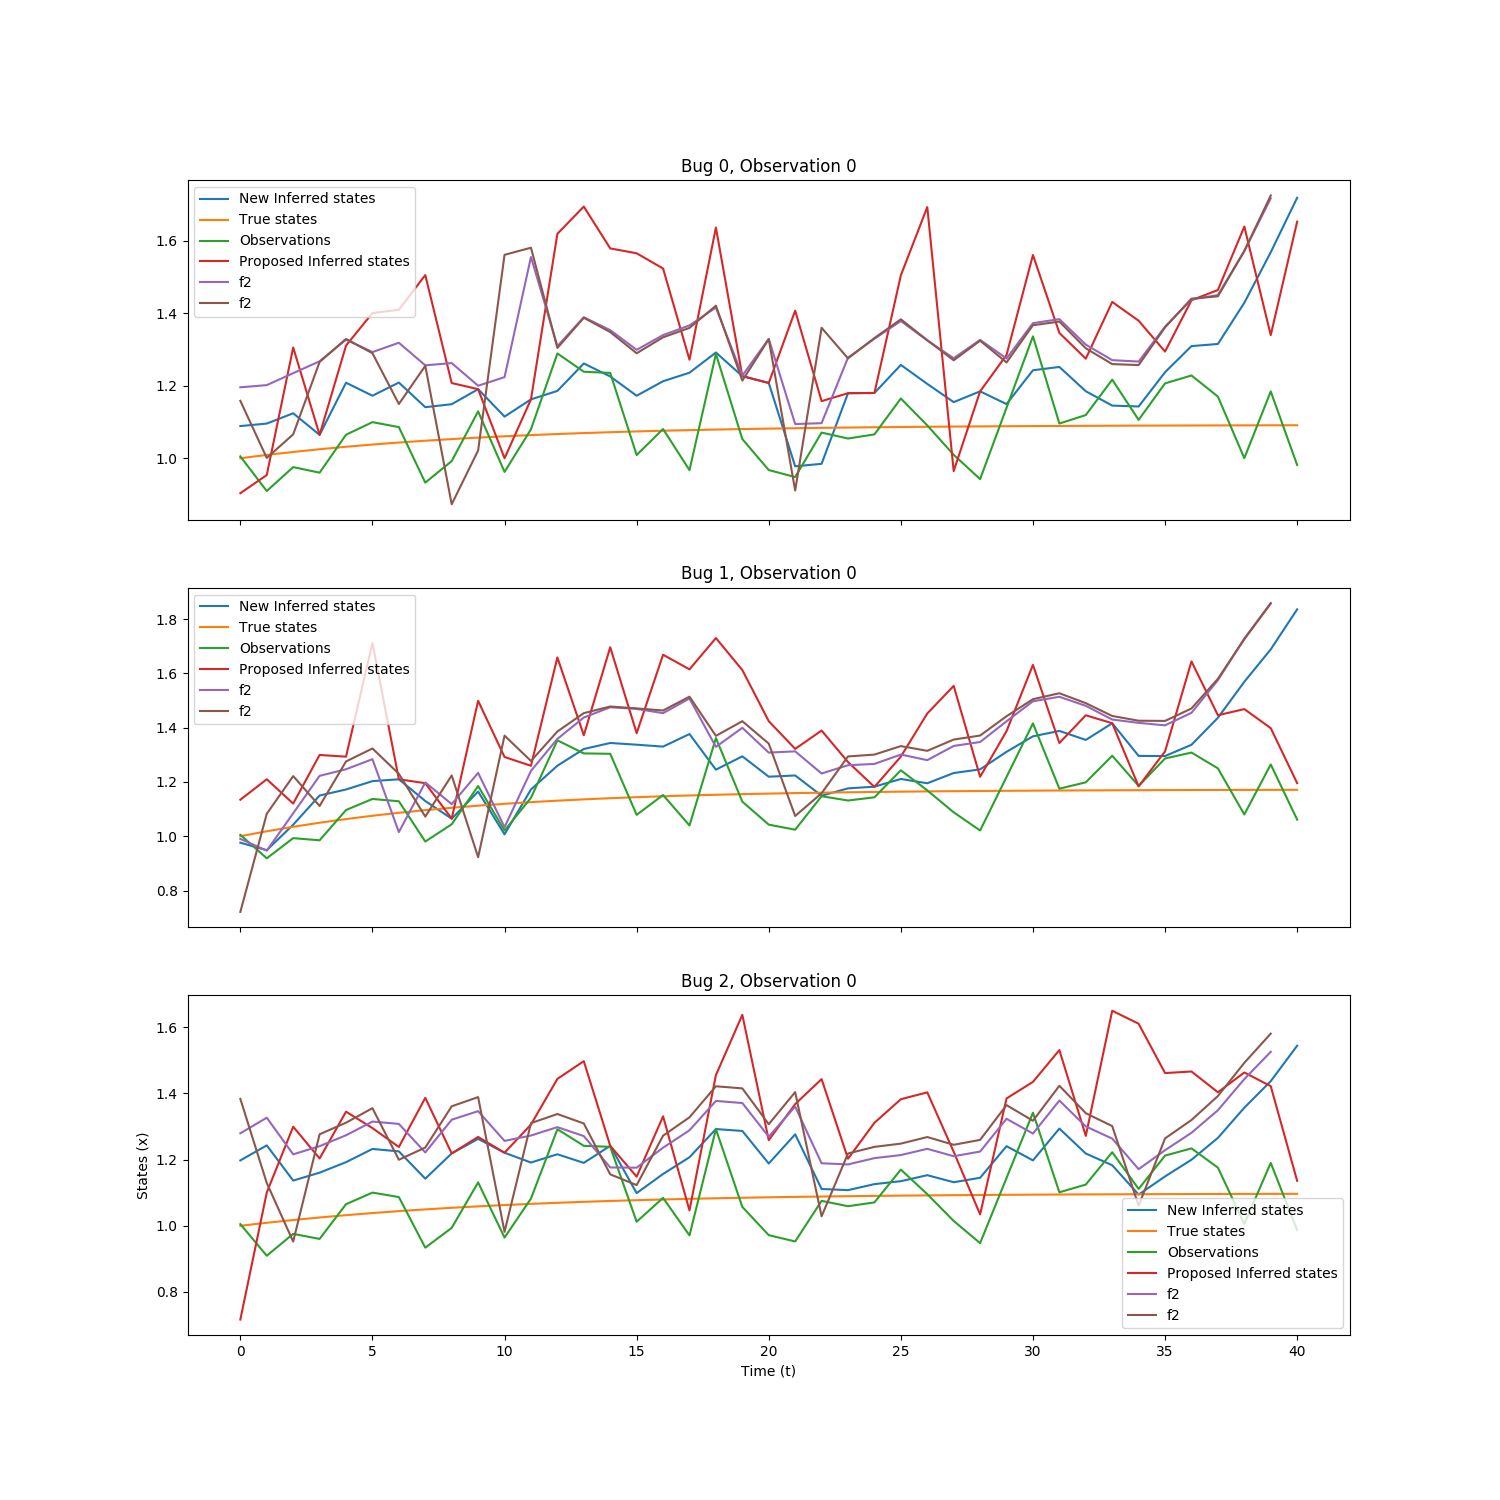 Bug 0, Observation 0
New Inferred states
True states
Observations
Proposed Inferred states
f2
f2
1.6
1.4
1.2
1.0
Bug 1, Observation 0
New Inferred states
True states
Observations
Proposed Inferred states
f2
f2
1.8
1.6
1.4
1.2
1.0
0.8
Bug 2, Observation 0
1.6
1.4
1.2
1.0
0.8
States (x)
New Inferred states
True states
Observations
Proposed Inferred states
f2
f2
0 5 10 15 20 25 30 35 40
Time (t)